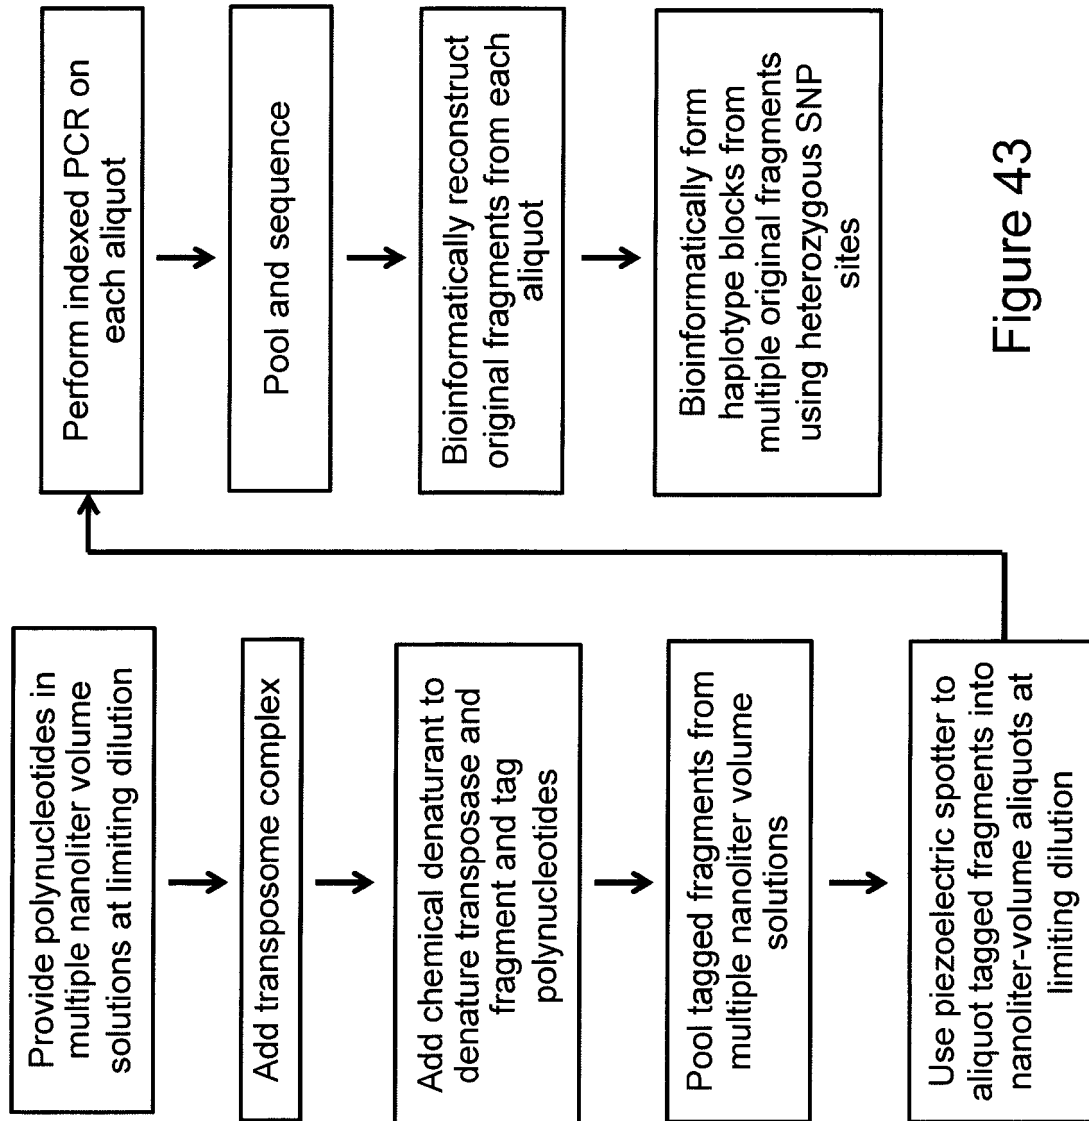 Provide polynucleotides in
multiple nanoliter volume
solutions at limiting dilution
Add transposome complex
Add chemical denaturant to
denature transposase and
fragment and tag
polynucleotides
Pool tagged fragments from
multiple nanoliter volume
solutions
Use piezoelectric spotter to
aliquot tagged fragments into
nanoliter-volume aliquots at
limiting dilution
Perform indexed PCR on
each aliquot
Pool and sequence
Bioinformatically reconstruct
original fragments from each
aliquot
Bioinformatically form
haplotype blocks from
multiple original fragments
using heterozygous SNP
sites
Figure 43